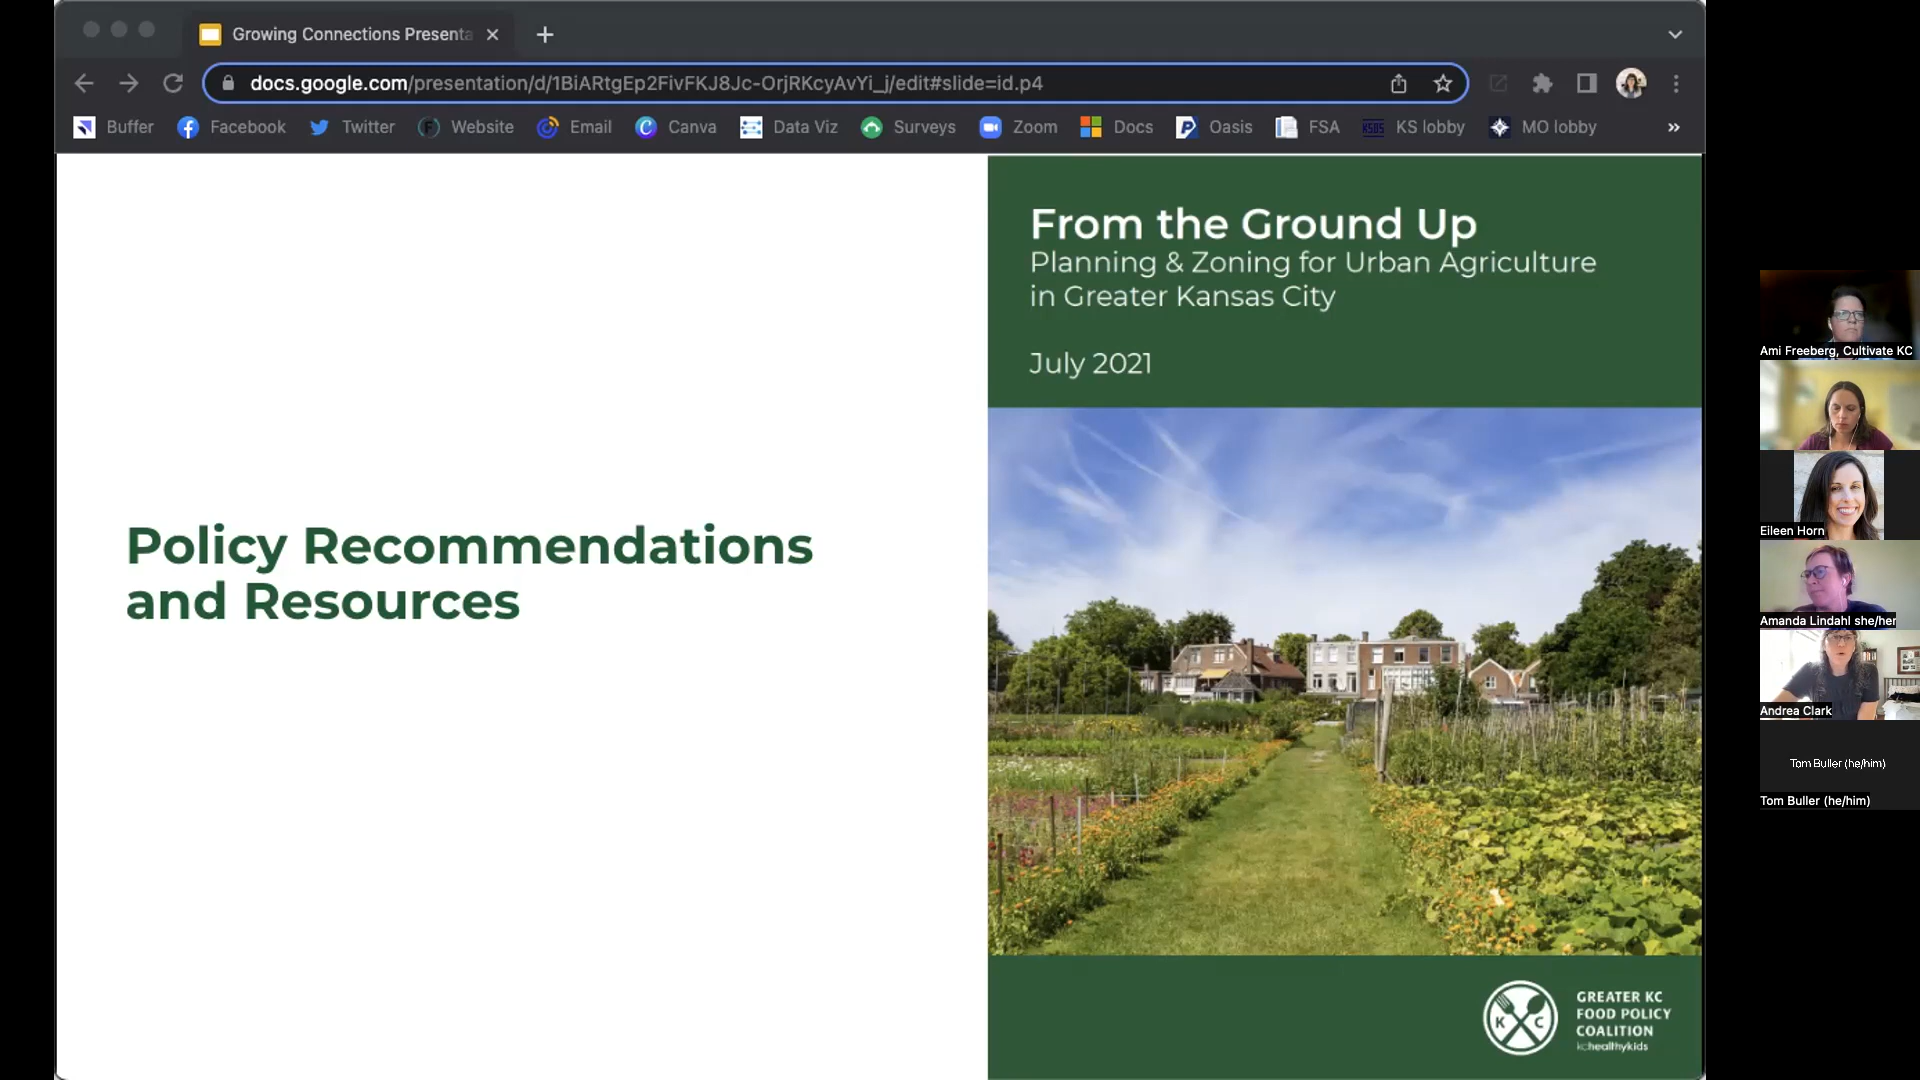 Growing Connections Presenta
docs.google.com/presentation/d/1BiARtgEp2FivFKJ8Jc-OrjRKcyAvYi_j/edit#slide=id.p4
Buffer Facebook Twitter Website Email Canva Data Viz Surveys Zoom Docs Oasis FSA KS lobby MO lobby »
Policy Recommendations
and Resources
From the Ground Up
Planning & Zoning for Urban Agriculture
in Greater Kansas City
July 2021
K C
GREATER KC
FOOD POLICY
COALITION
kchealthykids
Ami Freeberg, Cultivate KC
Eileen Horn
Amanda Lindahl she/her
Andrea Clark
Tom Buller (he/him)
Tom Buller (he/him)